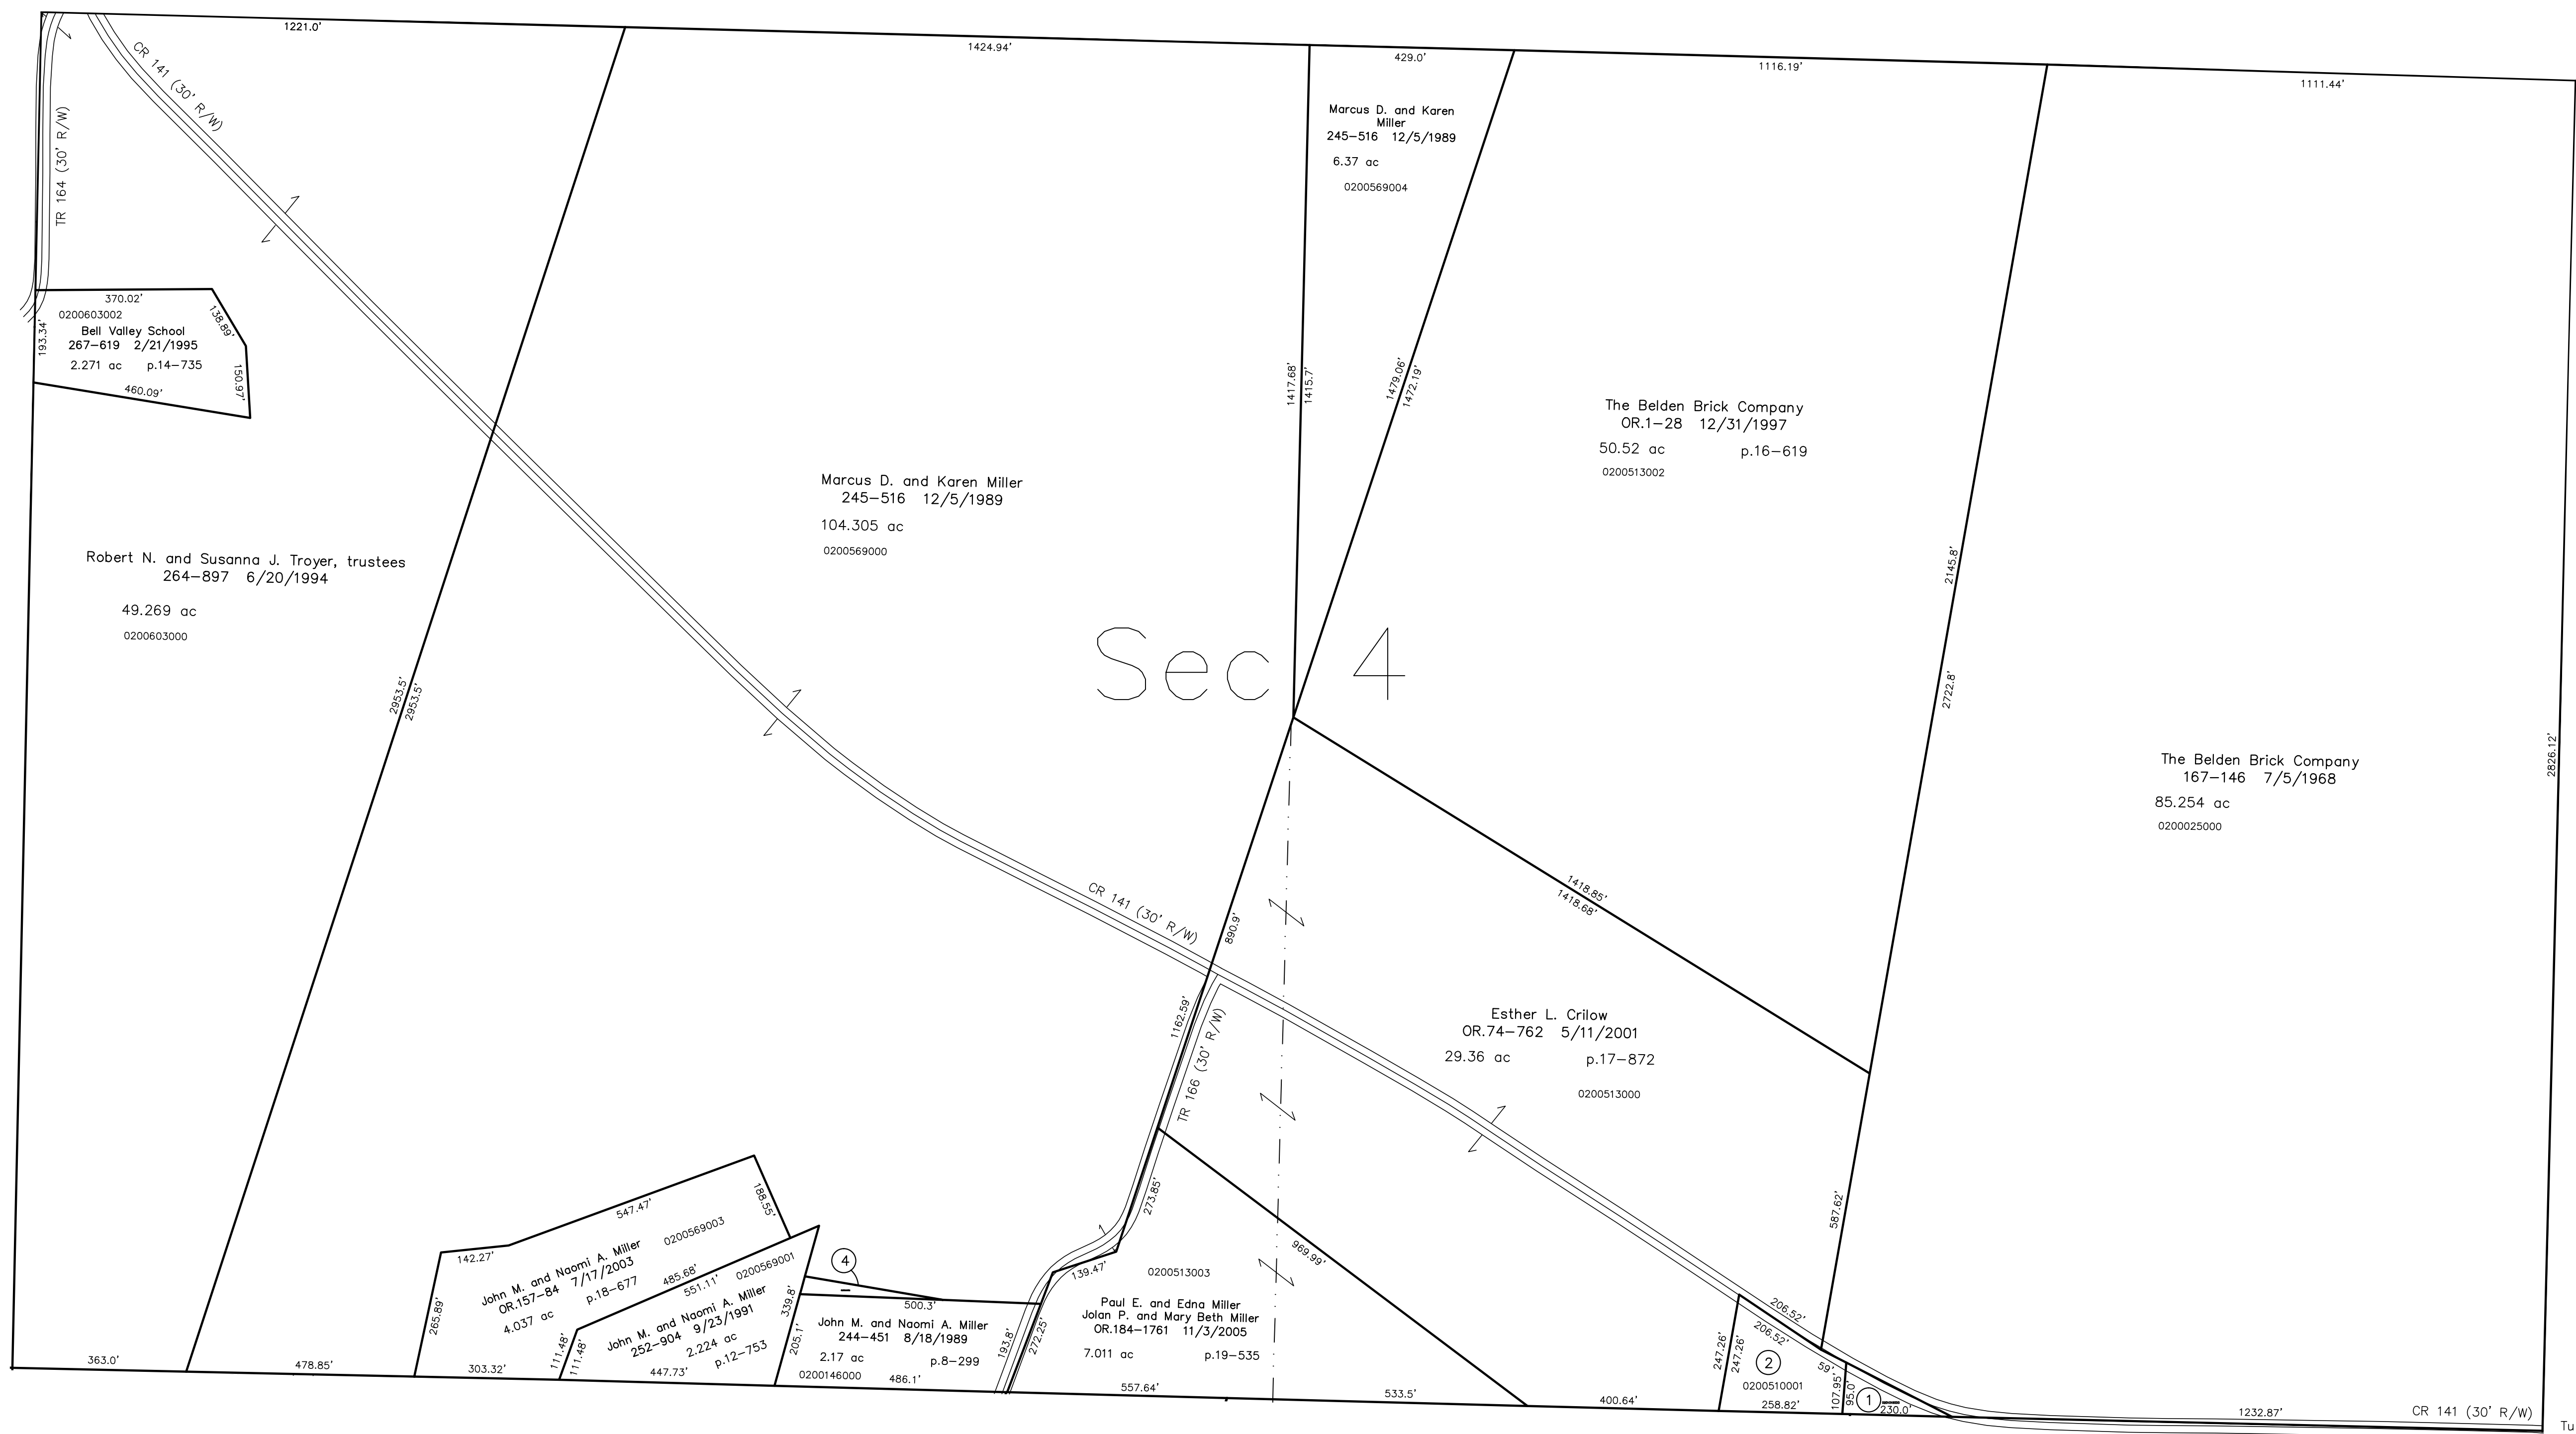 1221.0'
1424.94'
429.0'
1116.19'
1111.44'
CR 141 (30' R/W)
TR 164 (30' R/W)
Marcus D. and Karen
Miller
245-516 12/5/1989
6.37 ac
0200569004
370.02'
138.89'
150.97'
460.09'
193.34'
0200603002
Bell Valley School
267-619 2/21/1995
2.271 ac p.14-735
1417.68'
1415.7'
1479.06'
1472.19'
The Belden Brick Company
OR.1-28 12/31/1997
50.52 ac p.16-619
0200513002
Marcus D. and Karen Miller
245-516 12/5/1989
104.305 ac
0200569000
Robert N. and Susanna J. Troyer, trustees
264-897 6/20/1994
49.269 ac
0200603000
2953.5'
2953.5'
Sec 4
2145.8'
2722.8'
2826.12'
The Belden Brick Company
167-146 7/5/1968
85.254 ac
0200025000
1418.85'
1418.68'
CR 141 (30' R/W)
890.9'
1162.59'
TR 166 (30' R/W)
Esther L. Crilow
OR.74-762 5/11/2001
29.36 ac p.17-872
0200513000
587.62'
273.85'
969.99'
139.47'
0200513003
Paul E. and Edna Miller
Jolan P. and Mary Beth Miller
OR.184-1761 11/3/2005
7.011 ac p.19-535
547.47'
188.55'
142.27'
265.89'
0200569003
John M. and Naomi A. Miller
OR.157-84 7/17/2003
4.037 ac p.18-677
485.68'
551.11'
0200569001
John M. and Naomi A. Miller
252-904 9/23/1991
2.224 ac
p.12-753
111.48'
111.48'
339.8'
205.1'
4
500.3'
John M. and Naomi A. Miller
244-451 8/18/1989
2.17 ac p.8-299
0200146000
486.1'
193.8'
272.25'
206.52'
206.52'
247.26'
247.26'
2
0200510001
258.82'
59'
107.95'
95.0'
1
230.0'
363.0'
478.85'
303.32'
447.73'
557.64'
533.5'
400.64'
1232.87'
CR 141 (30' R/W)
Tu